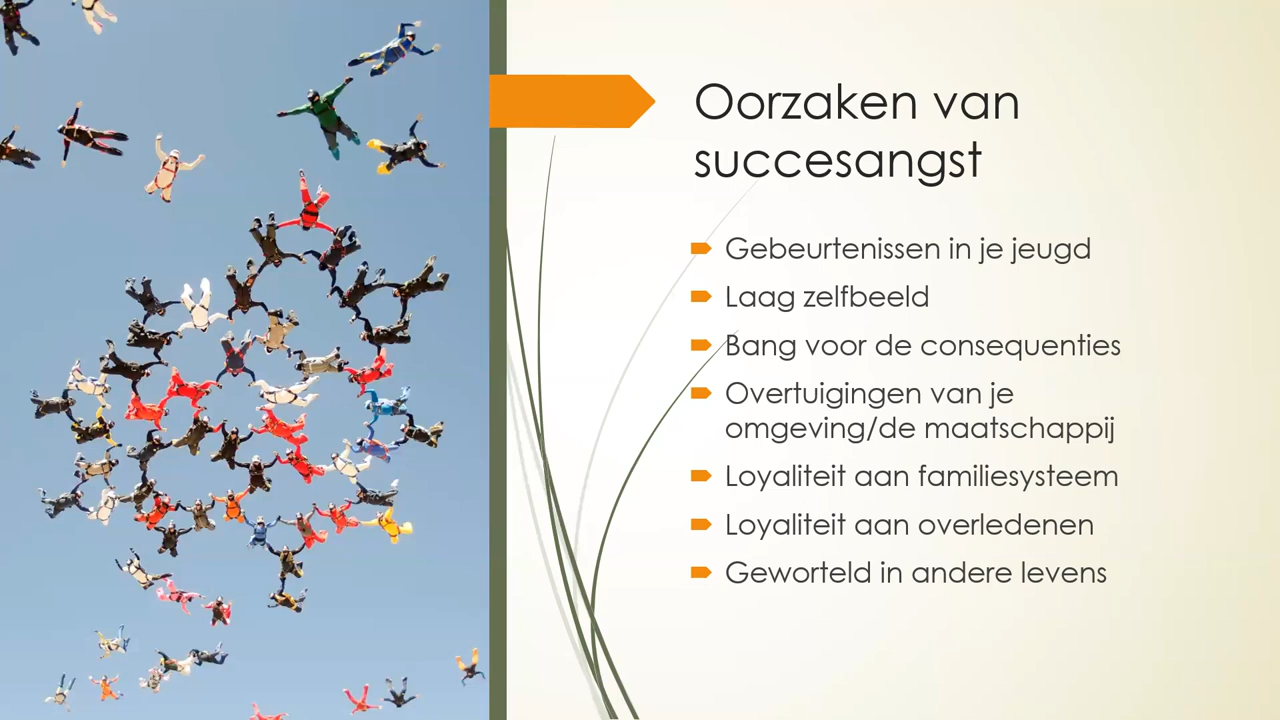 Oorzaken van
succesangst
Gebeurtenissen in je jeugd
Laag zelfbeeld
Bang voor de consequenties
Overtuigingen van je
omgeving/de maatschappij
Loyaliteit aan familiesysteem
Loyaliteit aan overledenen
Geworteld in andere levens